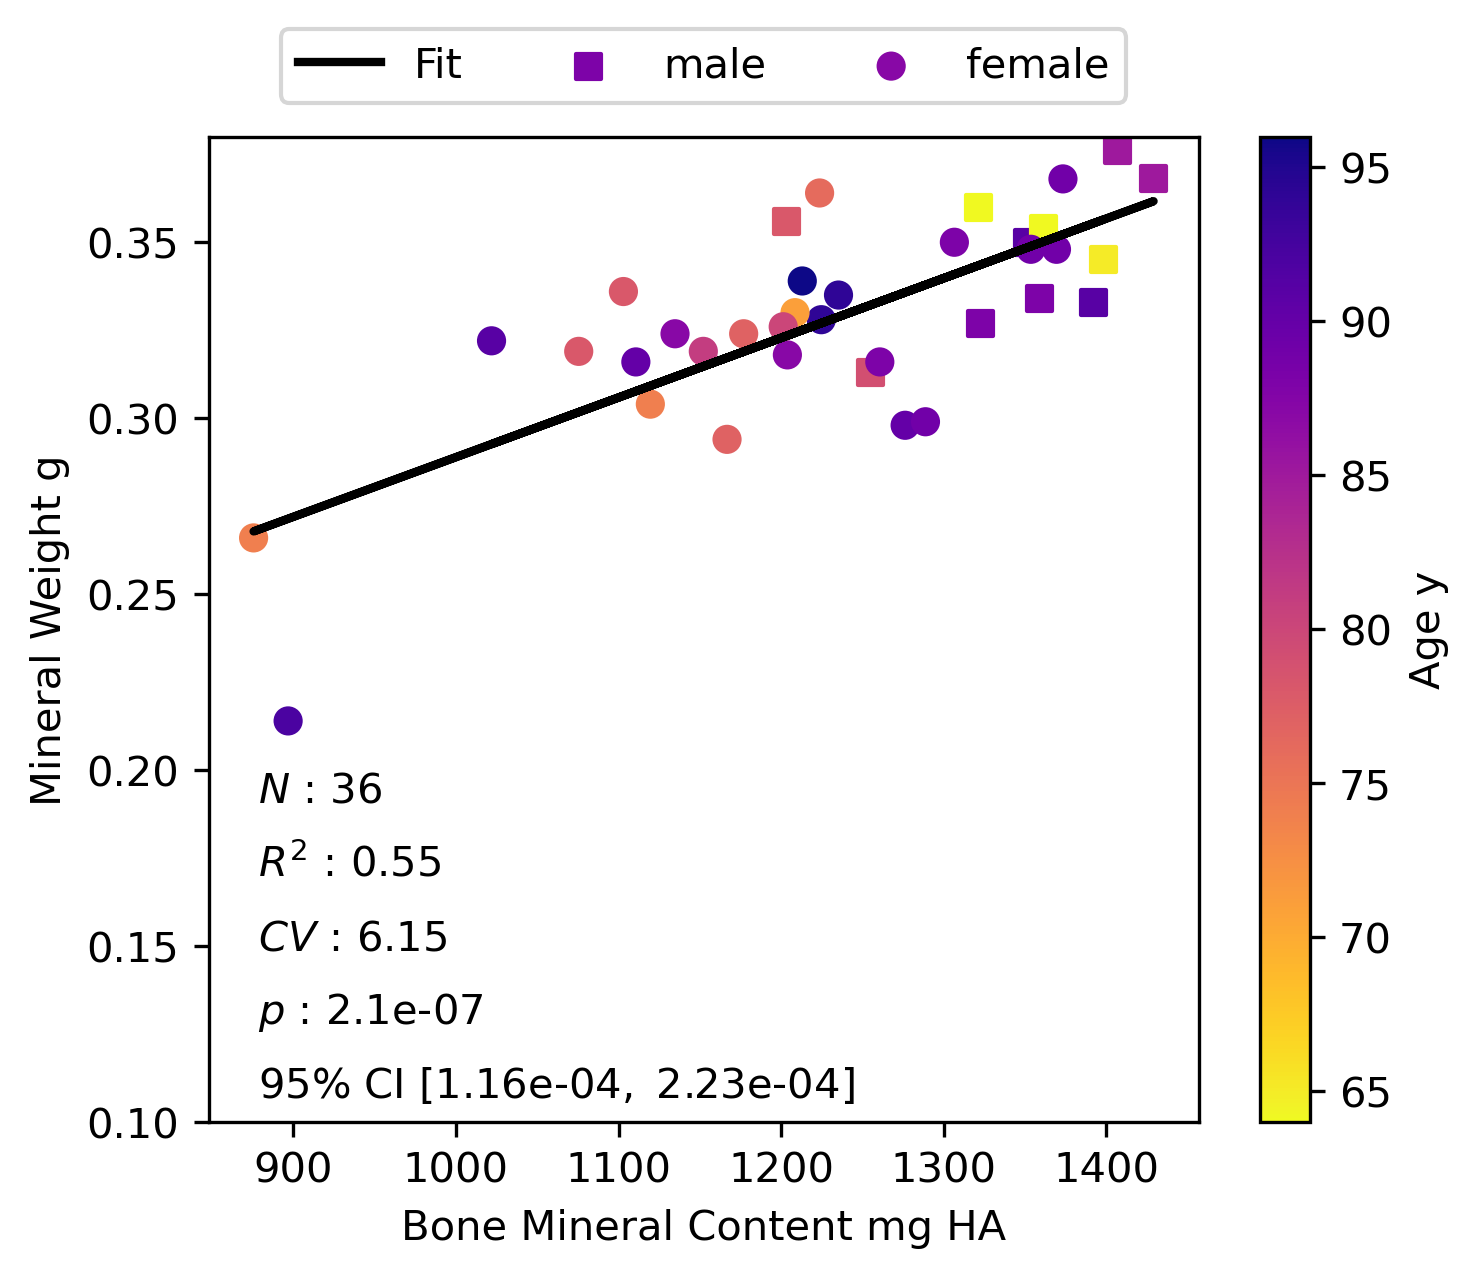 Fit male female
0.35
0.30
0.25
0.20
0.15
0.10
Mineral Weight g
N : 36
R² : 0.55
CV : 6.15
p : 2.1e-07
95% CI [1.16e-04, 2.23e-04]
900 1000 1100 1200 1300 1400
Bone Mineral Content mg HA
95
90
85
80
75
70
65
Age y